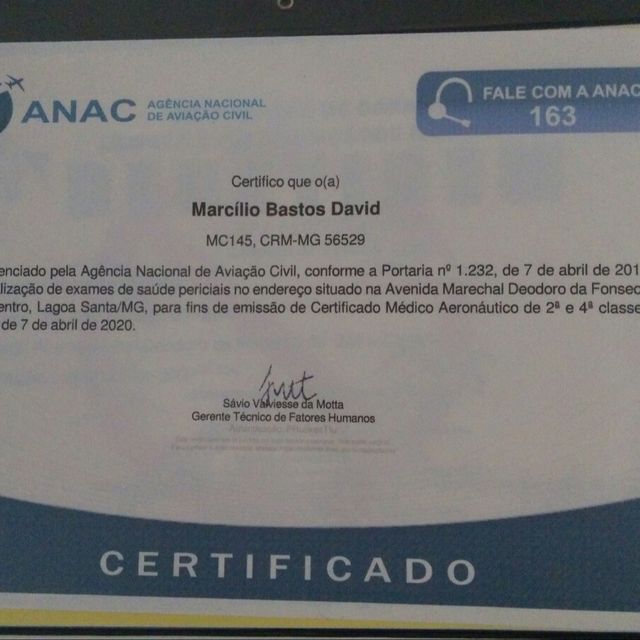 ANAC AGÊNCIA NACIONAL
DE AVIAÇÃO CIVIL
FALE COM A ANAC
163
Certifico que o(a)
Marcílio Bastos David
MC145, CRM-MG 56529
enciado pela Agência Nacional de Aviação Civil, conforme a Portaria nº 1.232, de 7 de abril de 201
alização de exames de saúde periciais no endereço situado na Avenida Marechal Deodoro da Fonsec
entro, Lagoa Santa/MG, para fins de emissão de Certificado Médico Aeronáutico de 2ª e 4ª classe
de 7 de abril de 2020.
Sávio Valviesse da Motta
Gerente Técnico de Fatores Humanos
CERTIFICADO